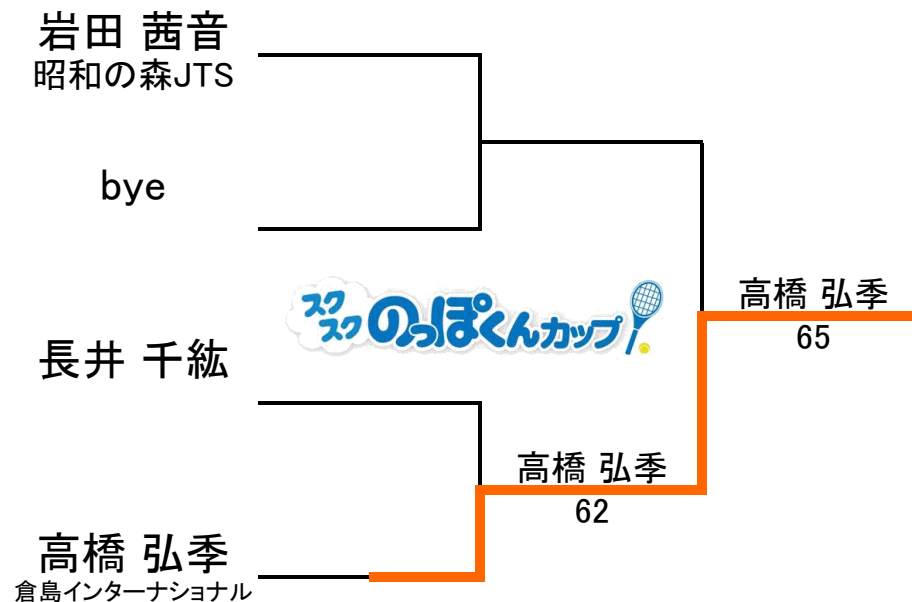 岩田 茜音
昭和の森JTS
bye
スク
スク のっぽくんカップ
高橋 弘季
65
長井 千紘
高橋 弘季
62
高橋 弘季
倉島インターナショナル